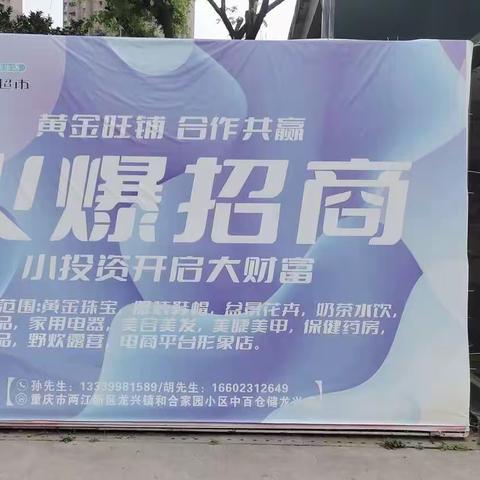 超市
黄金旺铺 合作共赢
火爆招商
小投资开启大财富
范围:黄金珠宝，服装鞋帽，盆景花卉，奶茶水饮，
品，家用电器，美容美发，美睫美甲，保健药房，
品，野炊露营，电商平台形象店。
孙先生：13339981589/胡先生：16602312649
重庆市两江新区龙兴镇和合家园小区中百仓储龙兴